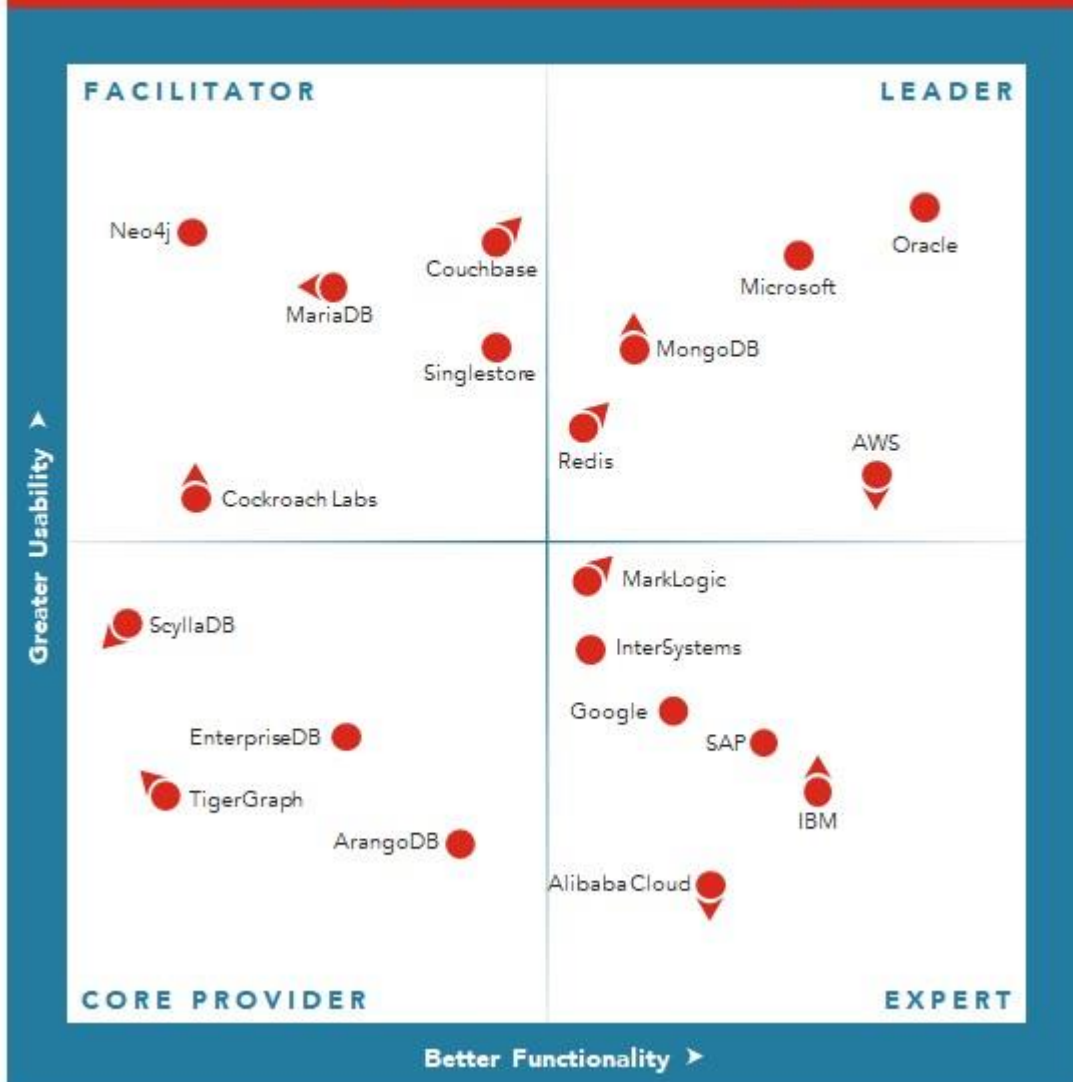 FACILITATOR
LEADER
Neo4j
Couchbase
Oracle
Microsoft
MariaDB
MongoDB
Singlestore
Redis
AWS
Cockroach Labs
MarkLogic
ScyllaDB
InterSystems
Google
EnterpriseDB
SAP
TigerGraph
IBM
ArangoDB
Alibaba Cloud
CORE PROVIDER
EXPERT
Greater Usability
Better Functionality